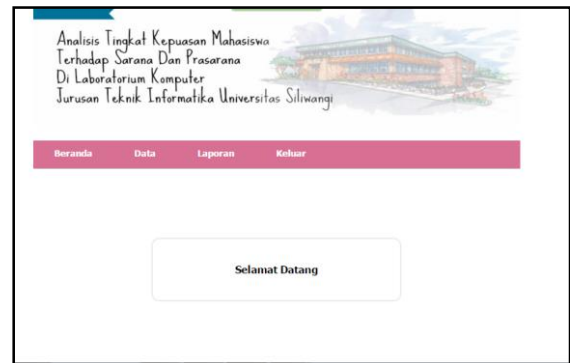 Analisis Tingkat Kepuasan Mahasiswa
Terhadap Sarana Dan Prasarana
Di Laboratorium Komputer
Jurusan Teknik Informatika Universitas Siliwangi
Beranda Data Laporan Keluar
Selamat Datang